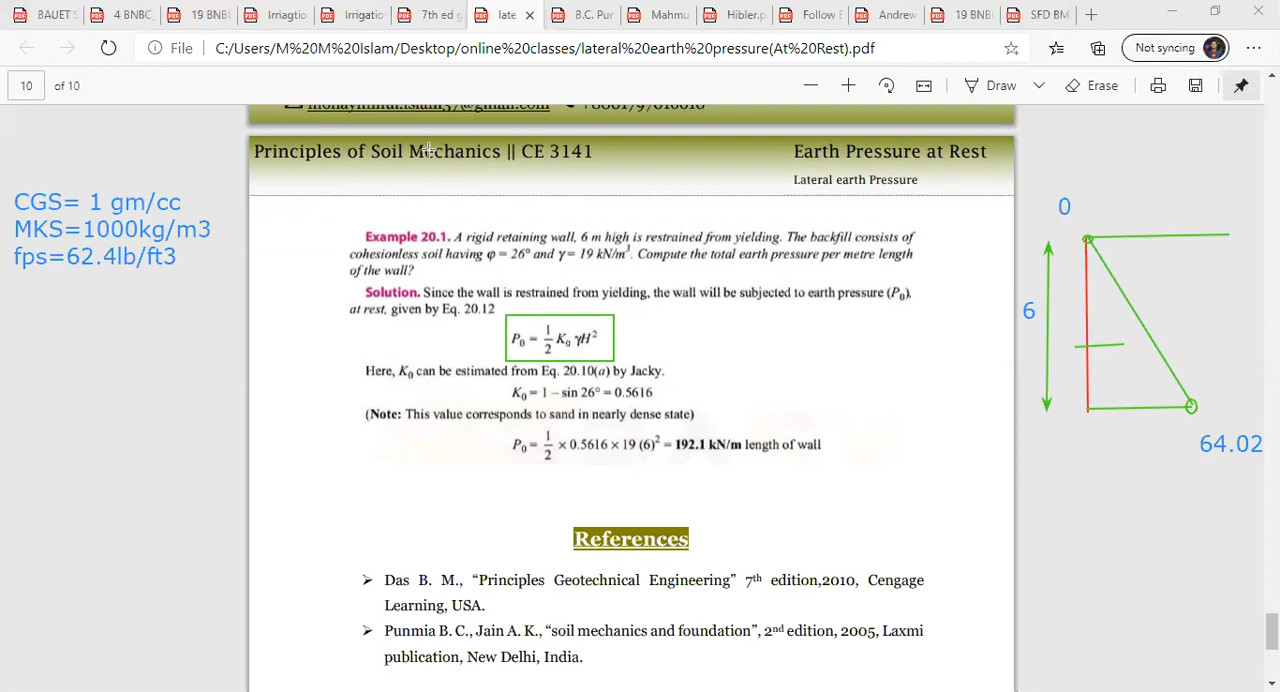 BAUET S
4 BNBC_
19 BNBC
Irriagtio
Irrigatio
7th ed g
late
B.C. Pun
Mahmu
Hibler.p
Follow E
Andrew
19 BNBC
SFD BM
File
C:/Users/M%20M%20Islam/Desktop/online%20classes/lateral%20earth%20pressure(At%20Rest).pdf
Not syncing
10 of 10
Draw
Erase
Principles of Soil Mechanics || CE 3141
Earth Pressure at Rest
Lateral earth Pressure
CGS= 1 gm/cc
MKS=1000kg/m3
fps=62.4lb/ft3
Example 20.1. A rigid retaining wall, 6 m high is restrained from yielding. The backfill consists of
cohesionless soil having φ = 26° and γ = 19 kN/m³. Compute the total earth pressure per metre length
of the wall?
Solution. Since the wall is restrained from yielding, the wall will be subjected to earth pressure (P₀),
at rest, given by Eq. 20.12
P₀ = 1/2 K₀ γH²
Here, K₀ can be estimated from Eq. 20.10(a) by Jacky.
K₀ = 1 – sin 26° = 0.5616
(Note: This value corresponds to sand in nearly dense state)
P₀ = 1/2 × 0.5616 × 19 (6)² = 192.1 kN/m length of wall
0
6
64.02
References
➢ Das B. M., “Principles Geotechnical Engineering” 7th edition,2010, Cengage
Learning, USA.
➢ Punmia B. C., Jain A. K., “soil mechanics and foundation”, 2nd edition, 2005, Laxmi
publication, New Delhi, India.